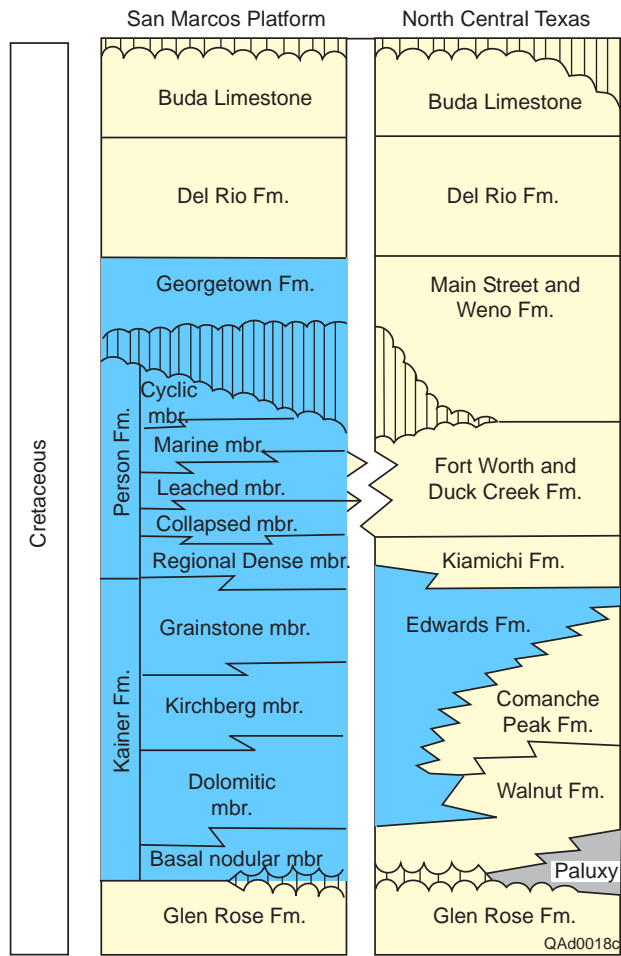 San Marcos Platform
North Central Texas
Cretaceous
Buda Limestone
Del Rio Fm.
Georgetown Fm.
Person Fm.
Cyclic
mbr.
Marine mbr.
Leached mbr.
Collapsed mbr.
Regional Dense mbr.
Kainer Fm.
Grainstone mbr.
Kirchberg mbr.
Dolomitic
mbr.
Basal nodular mbr
Glen Rose Fm.
Buda Limestone
Del Rio Fm.
Main Street and
Weno Fm.
Fort Worth and
Duck Creek Fm.
Kiamichi Fm.
Edwards Fm.
Comanche
Peak Fm.
Walnut Fm.
Paluxy
Glen Rose Fm.
QAd0018c